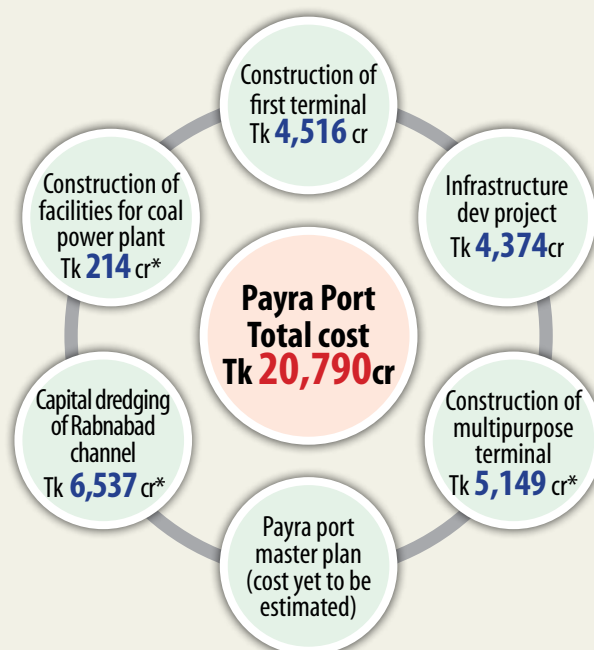 Construction of
first terminal
Tk 4,516 cr
Infrastructure
dev project
Tk 4,374cr
Construction of
multipurpose
terminal
Tk 5,149 cr*
Payra port
master plan
(cost yet to be
estimated)
Capital dredging
of Rabnabad
channel
Tk 6,537 cr*
Construction of
facilities for coal
power plant
Tk 214 cr*
Payra Port
Total cost
Tk 20,790cr